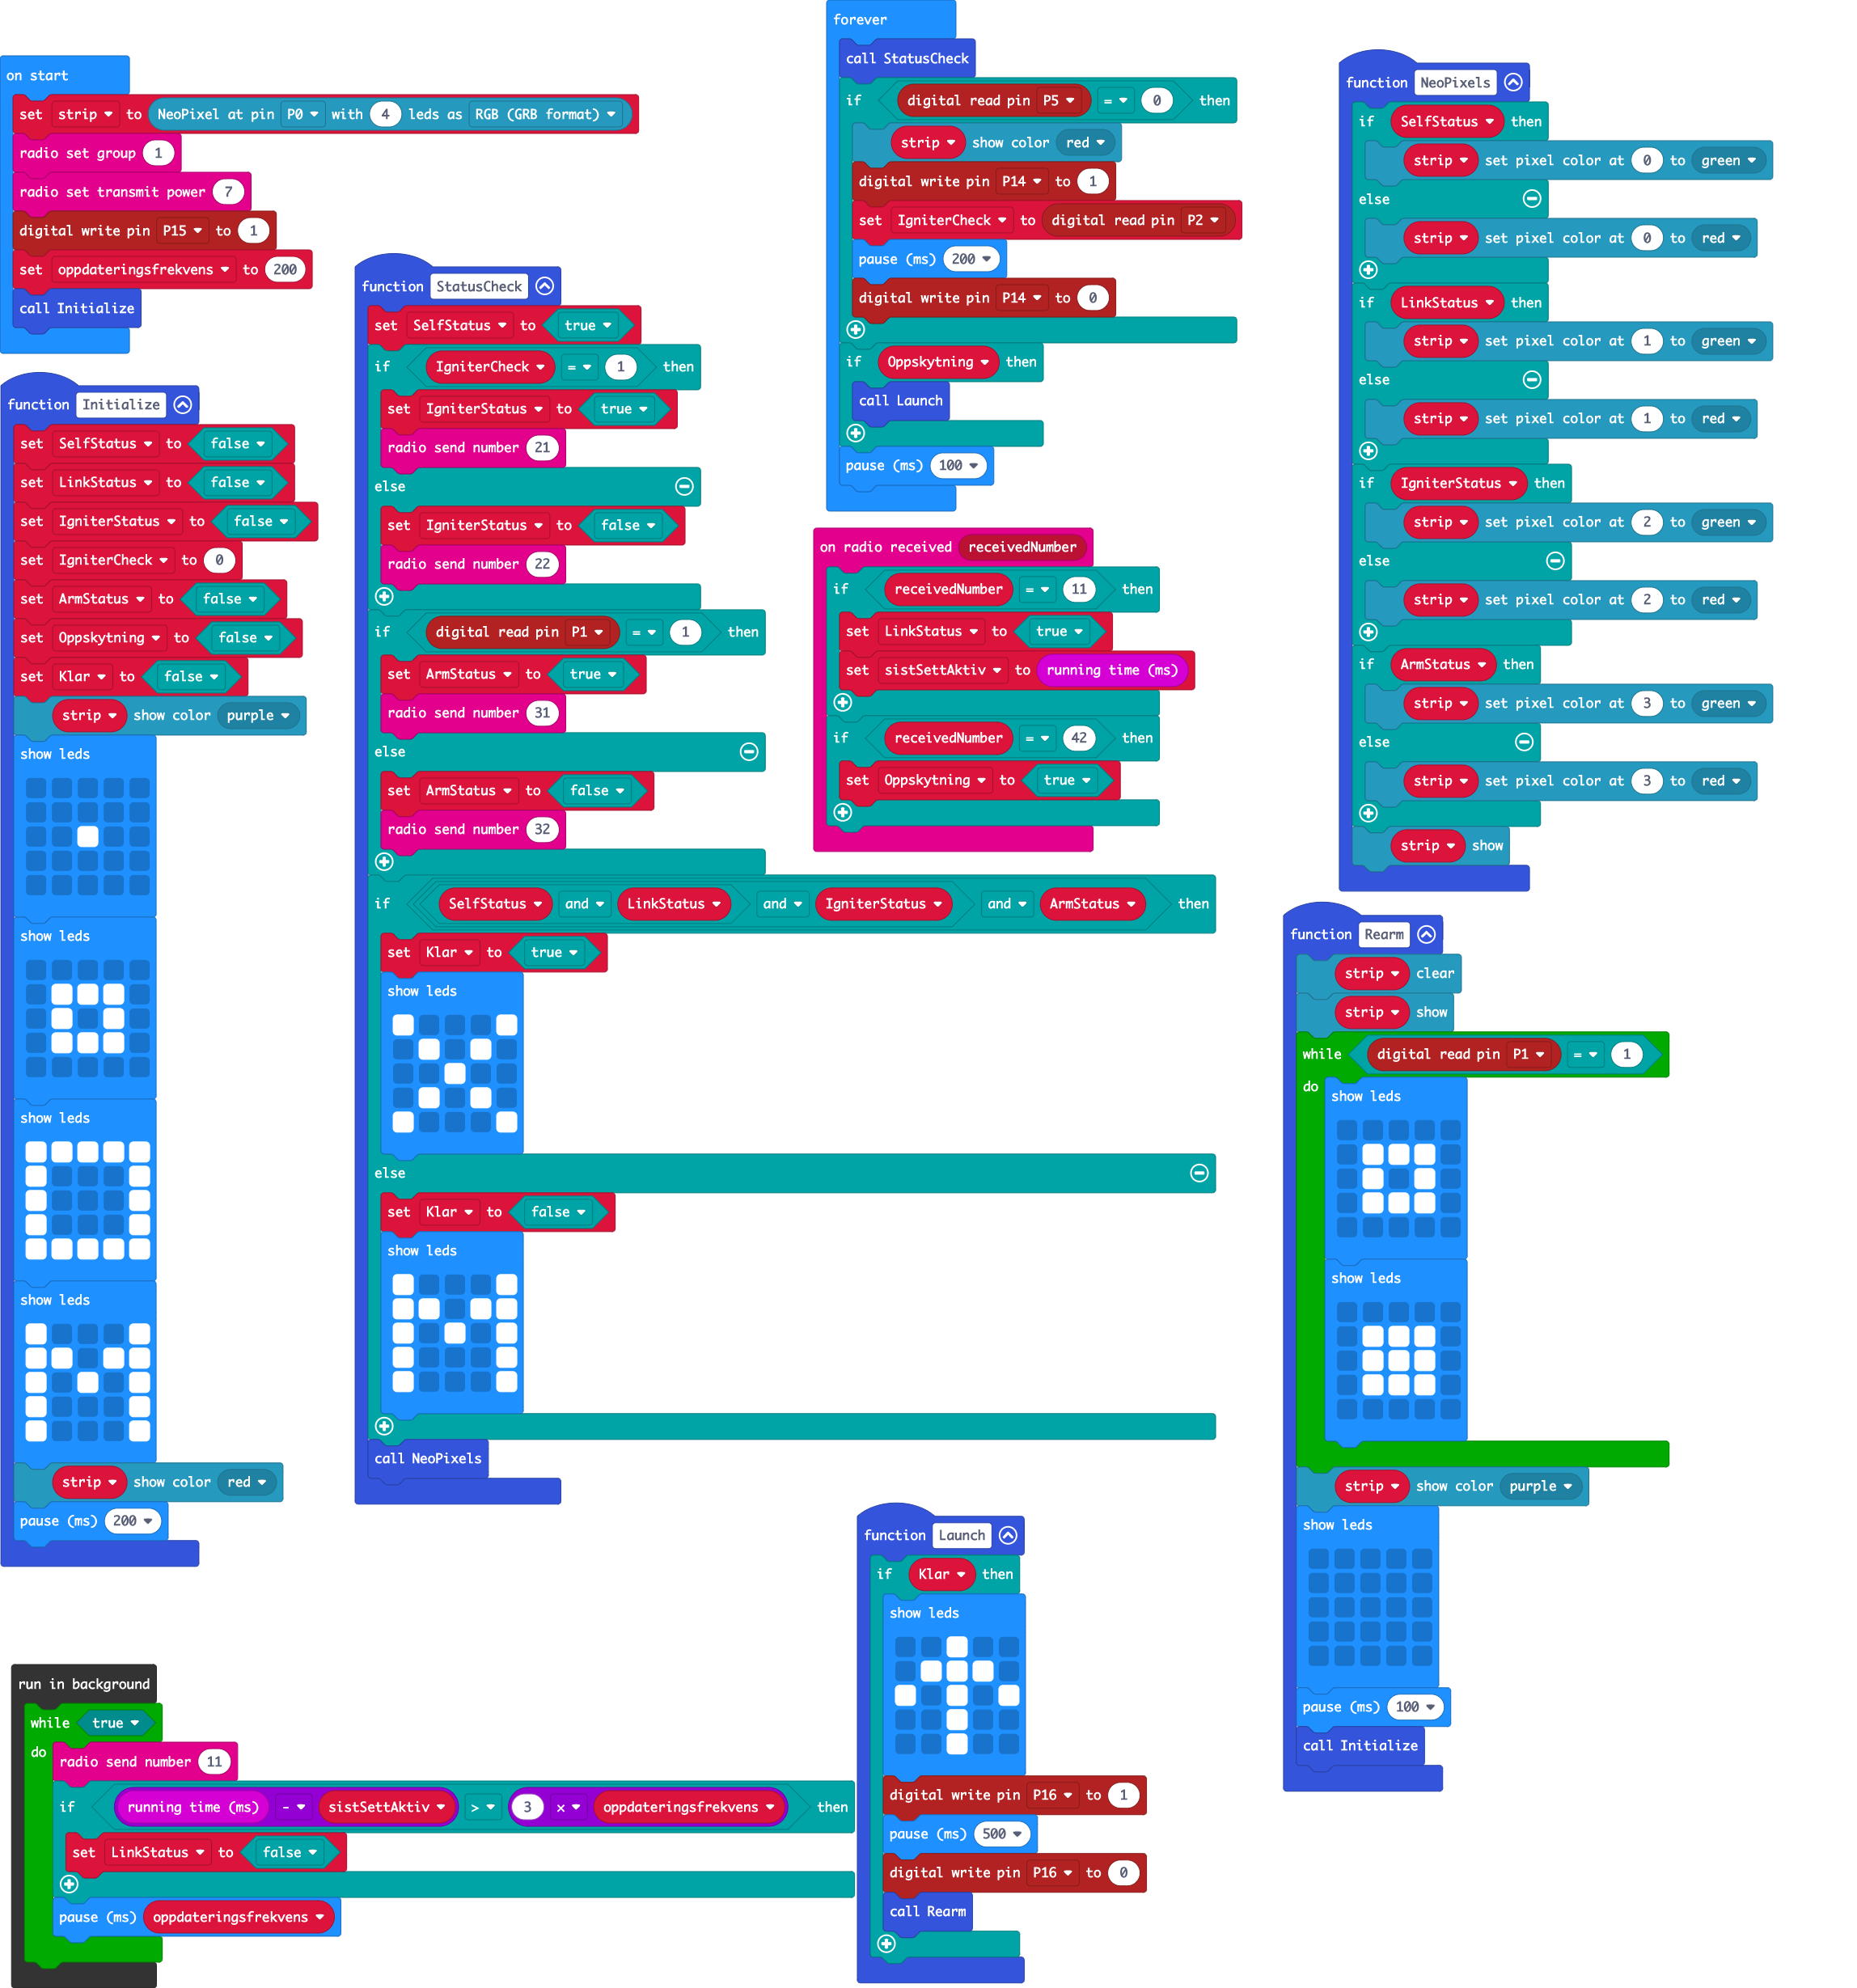 on start
set strip to NeoPixel at pin P0 with 4 leds as RGB (GRB format)
radio set group 1
radio set transmit power 7
digital write pin P15 to 1
set oppdateringsfrekvens to 200
call Initialize
function Initialize
set SelfStatus to false
set LinkStatus to false
set IgniterStatus to false
set IgniterCheck to 0
set ArmStatus to false
set Oppskytning to false
set Klar to false
strip show color purple
show leds
show leds
show leds
show leds
strip show color red
pause (ms) 200
run in background
while true
do
radio send number 11
if running time (ms) - sistSettAktiv > 3 × oppdateringsfrekvens then
set LinkStatus to false
pause (ms) oppdateringsfrekvens
function StatusCheck
set SelfStatus to true
if IgniterCheck = 1 then
set IgniterStatus to true
radio send number 21
else
set IgniterStatus to false
radio send number 22
if digital read pin P1 = 1 then
set ArmStatus to true
radio send number 31
else
set ArmStatus to false
radio send number 32
if SelfStatus and LinkStatus and IgniterStatus and ArmStatus then
set Klar to true
show leds
else
set Klar to false
show leds
call NeoPixels
forever
call StatusCheck
if digital read pin P5 = 0 then
strip show color red
digital write pin P14 to 1
set IgniterCheck to digital read pin P2
pause (ms) 200
digital write pin P14 to 0
if Oppskytning then
call Launch
pause (ms) 100
on radio received receivedNumber
if receivedNumber = 11 then
set LinkStatus to true
set sistSettAktiv to running time (ms)
if receivedNumber = 42 then
set Oppskytning to true
function Launch
if Klar then
show leds
digital write pin P16 to 1
pause (ms) 500
digital write pin P16 to 0
call Rearm
function NeoPixels
if SelfStatus then
strip set pixel color at 0 to green
else
strip set pixel color at 0 to red
if LinkStatus then
strip set pixel color at 1 to green
else
strip set pixel color at 1 to red
if IgniterStatus then
strip set pixel color at 2 to green
else
strip set pixel color at 2 to red
if ArmStatus then
strip set pixel color at 3 to green
else
strip set pixel color at 3 to red
strip show
function Rearm
strip clear
strip show
while digital read pin P1 = 1
do
show leds
show leds
strip show color purple
show leds
pause (ms) 100
call Initialize